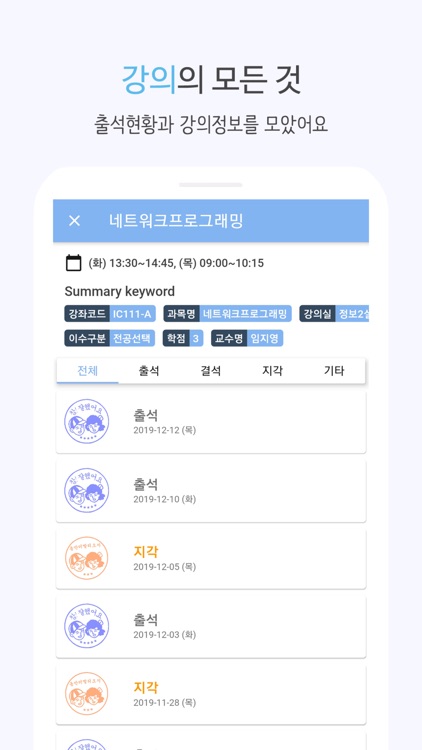 강의의 모든 것
출석현황과 강의정보를 모았어요
네트워크프로그래밍
(화) 13:30~14:45, (목) 09:00~10:15
Summary keyword
강좌코드 IC111-A 과목명 네트워크프로그래밍 강의실 정보2실
이수구분 전공선택 학점 3 교수명 임지영
전체 출석 결석 지각 기타
출석
2019-12-12 (목)
출석
2019-12-10 (화)
지각
2019-12-05 (목)
출석
2019-12-03 (화)
지각
2019-11-28 (목)